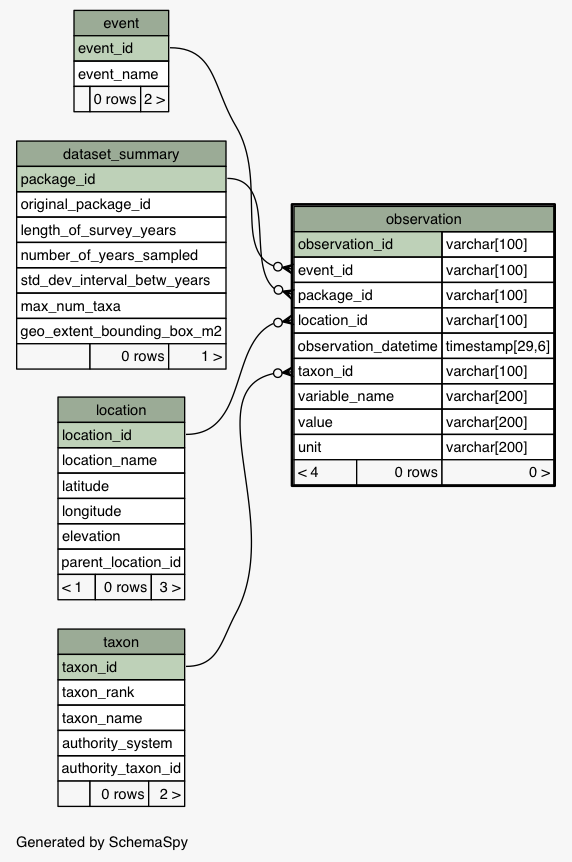 event
event_id
event_name
0 rows 2 >
dataset_summary
package_id
original_package_id
length_of_survey_years
number_of_years_sampled
std_dev_interval_betw_years
max_num_taxa
geo_extent_bounding_box_m2
0 rows 1 >
observation
observation_id varchar[100]
event_id varchar[100]
package_id varchar[100]
location_id varchar[100]
observation_datetime timestamp[29,6]
taxon_id varchar[100]
variable_name varchar[200]
value varchar[200]
unit varchar[200]
< 4 0 rows 0 >
location
location_id
location_name
latitude
longitude
elevation
parent_location_id
< 1 0 rows 3 >
taxon
taxon_id
taxon_rank
taxon_name
authority_system
authority_taxon_id
0 rows 2 >
Generated by SchemaSpy